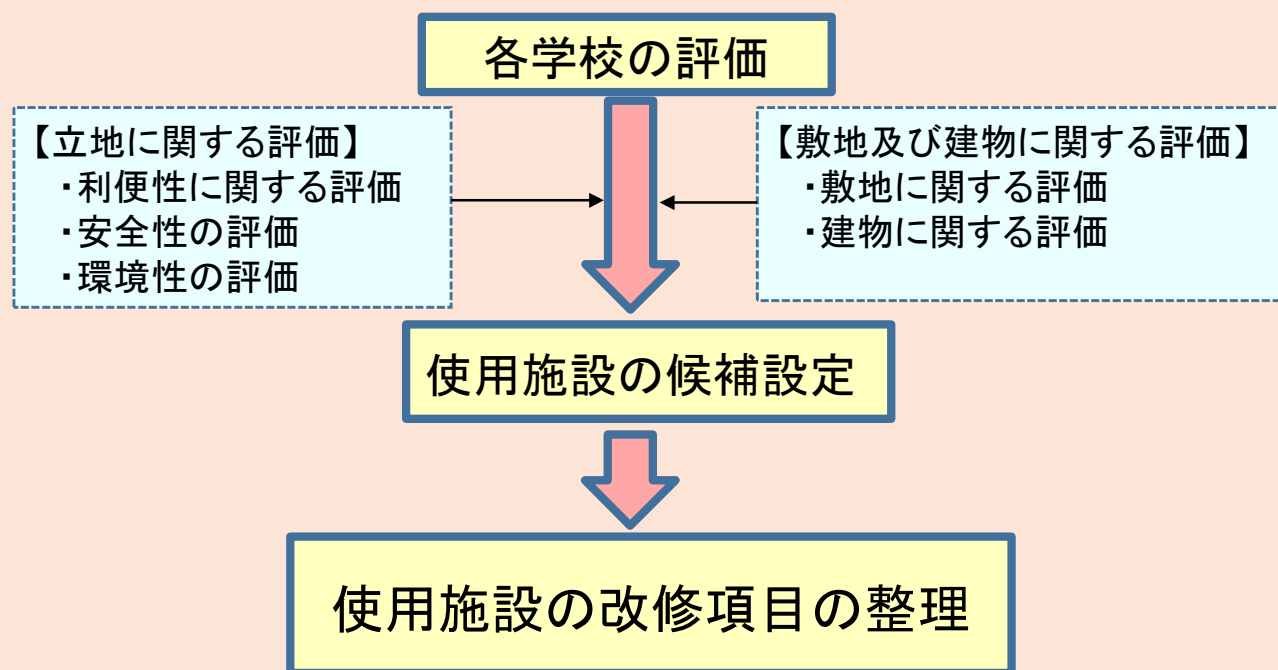 各学校の評価
【立地に関する評価】
・利便性に関する評価
・安全性の評価
・環境性の評価
【敷地及び建物に関する評価】
・敷地に関する評価
・建物に関する評価
使用施設の候補設定
使用施設の改修項目の整理